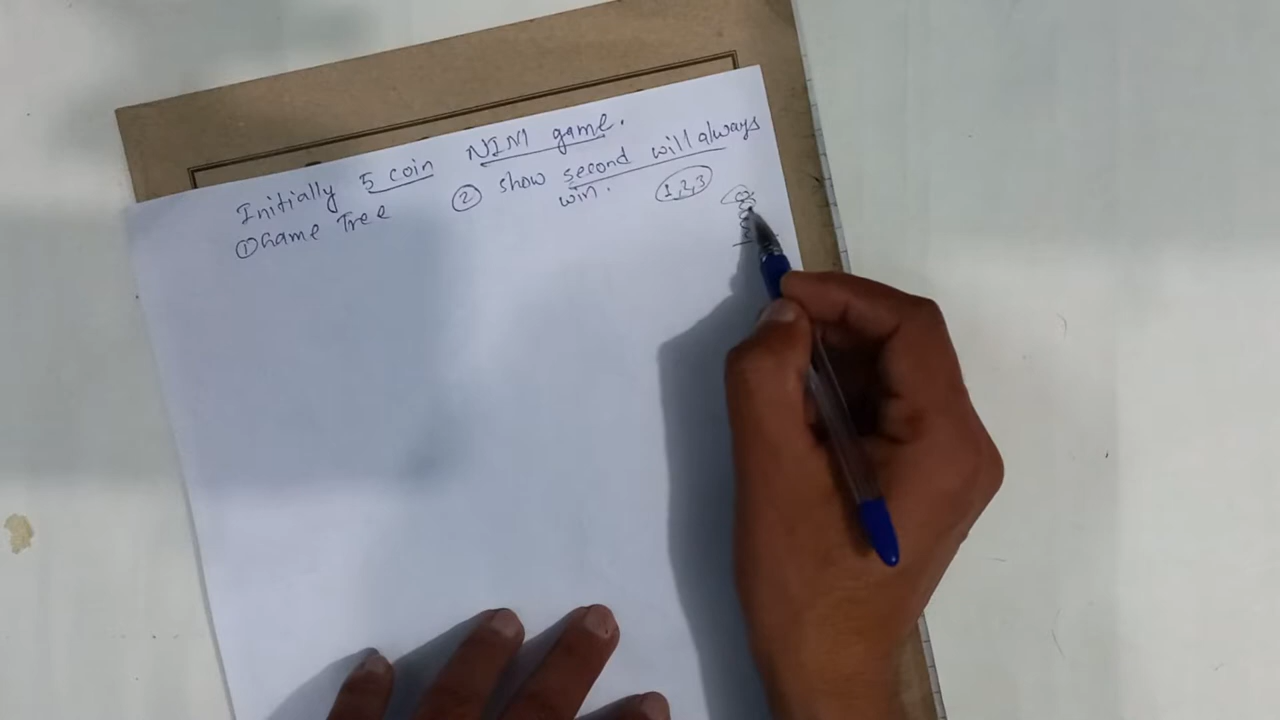 Initially 5 coin NIM game.
① Game Tree
② show second will always
win.
1,2,3